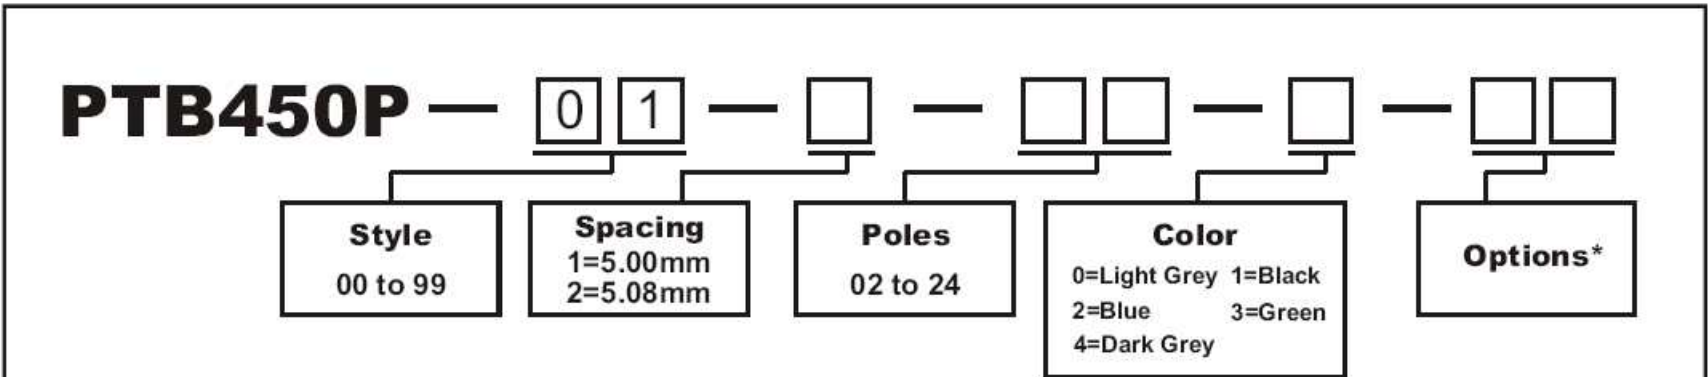 PTB450P — 0 1 — — — —
Style
00 to 99
Spacing
1=5.00mm
2=5.08mm
Poles
02 to 24
Color
0=Light Grey 1=Black
2=Blue 3=Green
4=Dark Grey
Options*